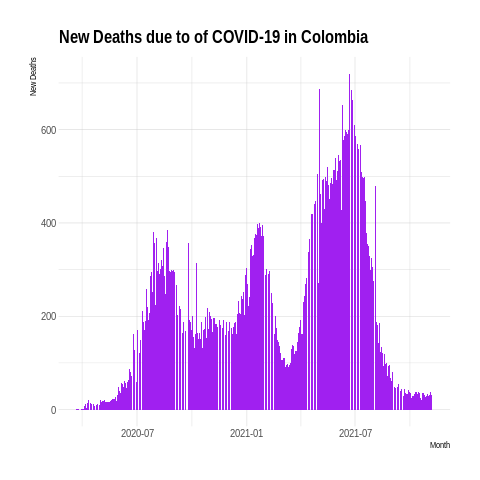 New Deaths due to of COVID-19 in Colombia
New Deaths
600
400
200
0
2020-07
2021-01
2021-07
Month